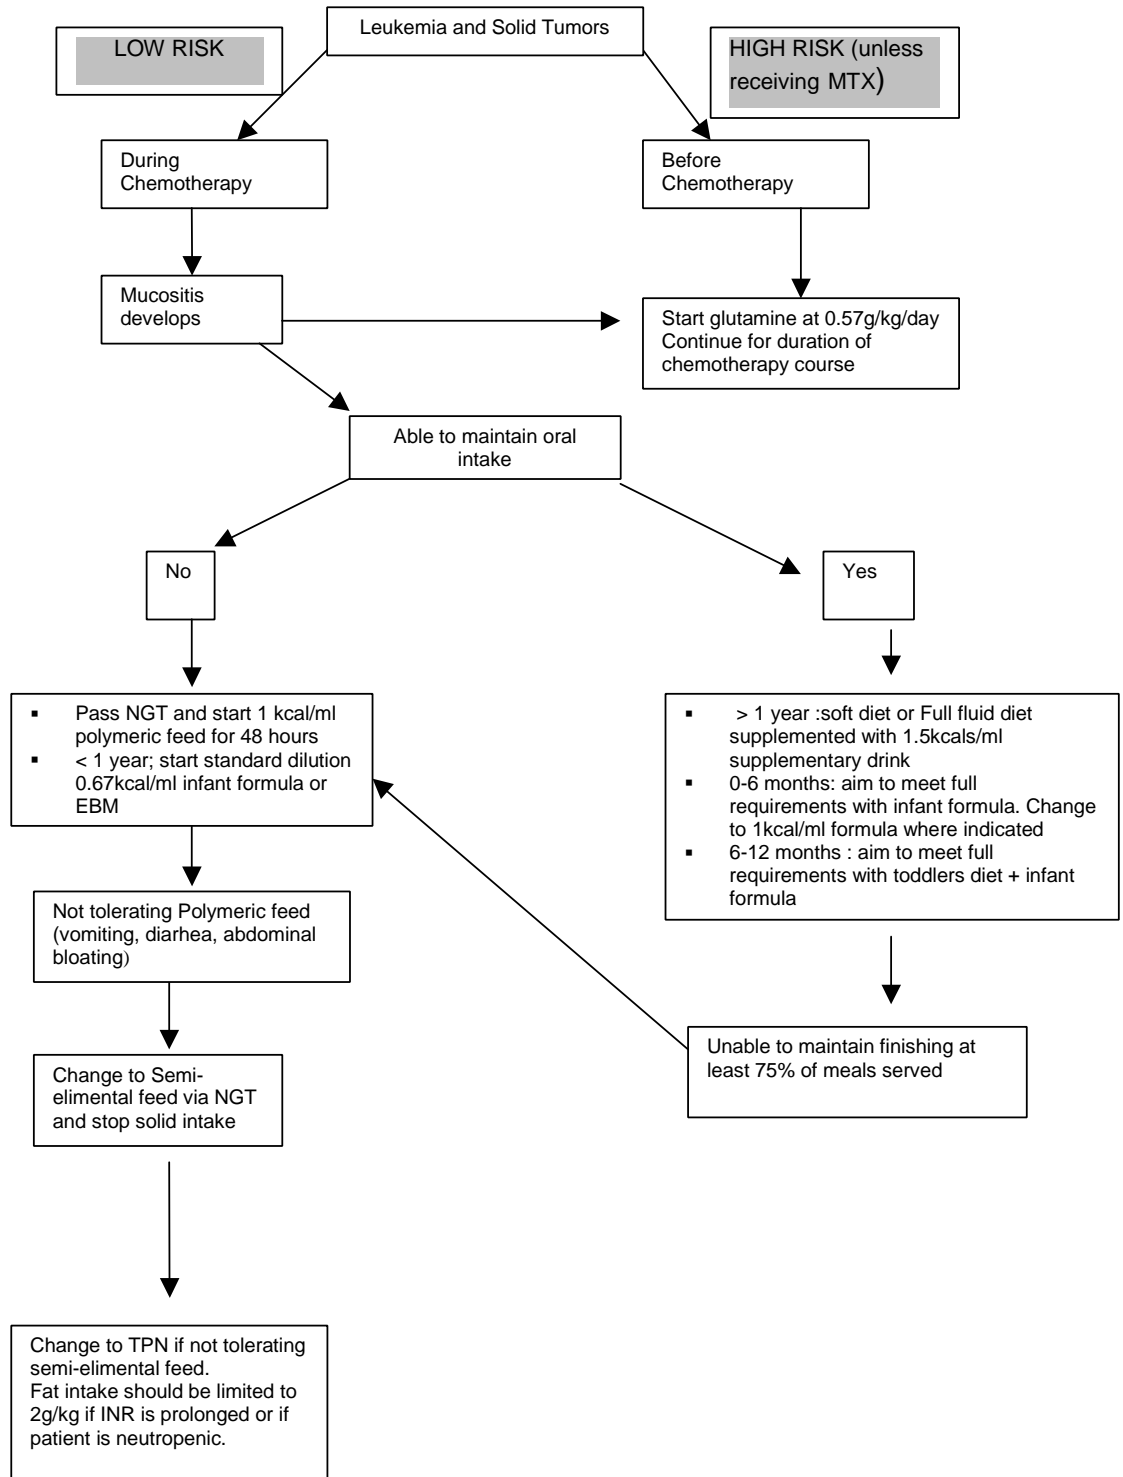 Leukemia and Solid Tumors
LOW RISK
HIGH RISK (unless
receiving MTX)
During
Chemotherapy
Before
Chemotherapy
Mucositis
develops
Start glutamine at 0.57g/kg/day
Continue for duration of
chemotherapy course
Able to maintain oral
intake
No
Yes
▪ Pass NGT and start 1 kcal/ml
polymeric feed for 48 hours
▪ < 1 year; start standard dilution
0.67kcal/ml infant formula or
EBM
▪ > 1 year :soft diet or Full fluid diet
supplemented with 1.5kcals/ml
supplementary drink
▪ 0-6 months: aim to meet full
requirements with infant formula. Change
to 1kcal/ml formula where indicated
▪ 6-12 months : aim to meet full
requirements with toddlers diet + infant
formula
Not tolerating Polymeric feed
(vomiting, diarhea, abdominal
bloating)
Unable to maintain finishing at
least 75% of meals served
Change to Semi-
elimental feed via NGT
and stop solid intake
Change to TPN if not tolerating
semi-elimental feed.
Fat intake should be limited to
2g/kg if INR is prolonged or if
patient is neutropenic.